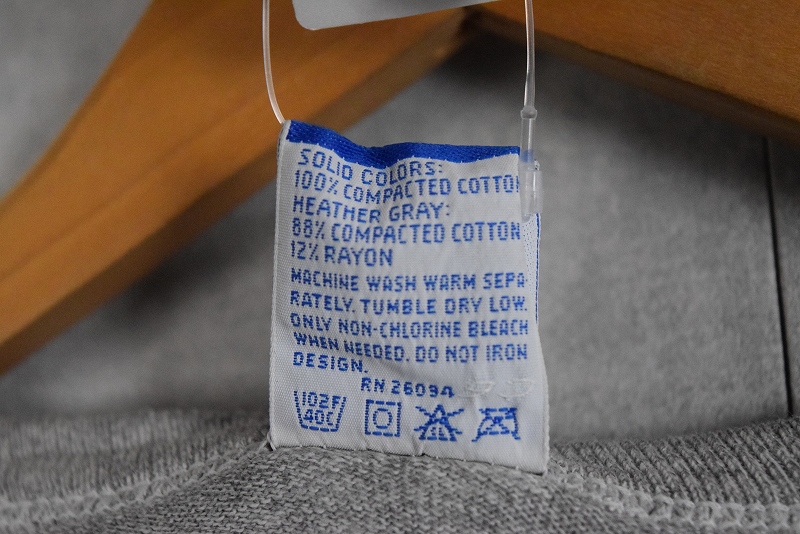 SOLID COLORS:
100% COMPACTED COTTON
HEATHER GRAY:
88% COMPACTED COTTON
12% RAYON
MACHINE WASH WARM SEPA-
RATELY. TUMBLE DRY LOW.
ONLY NON-CHLORINE BLEACH
WHEN NEEDED. DO NOT IRON
DESIGN.
RN 26094
102F
40C